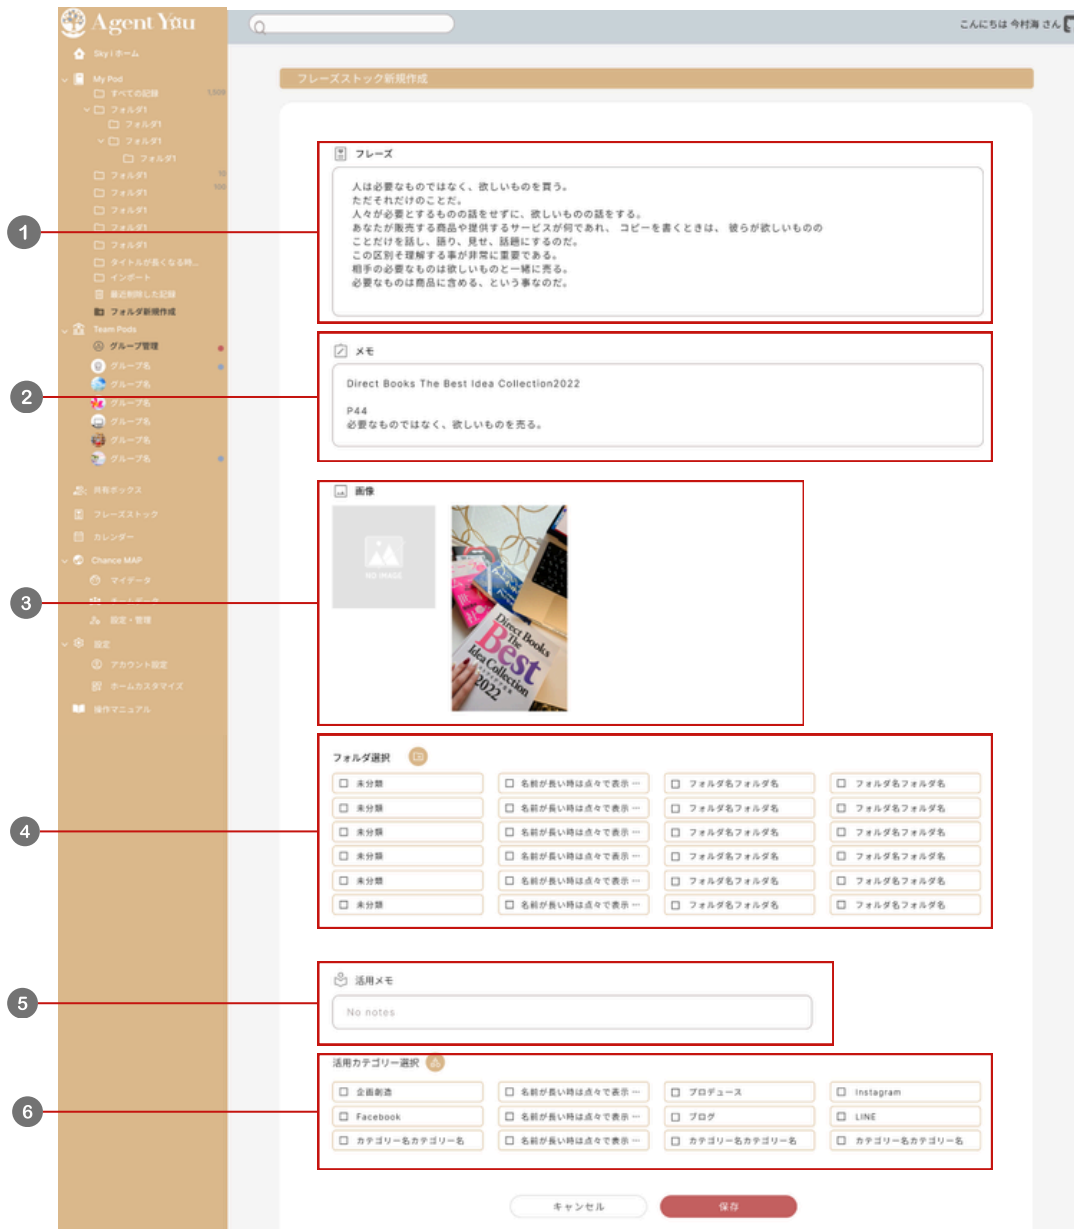 Agent You
こんにちは 今村海 さん
Sky i ホーム
My Pod
すべての記録 1,509
フォルダ1
フォルダ1
フォルダ1
フォルダ1
フォルダ1 10
フォルダ1 100
フォルダ1
フォルダ1
フォルダ1
タイトルが長くなる時...
インポート
最近削除した記録
フォルダ新規作成
Team Pods
グループ管理
グループ名
グループ名
グループ名
グループ名
グループ名
グループ名
共有ボックス
フレーズストック
カレンダー
Chance MAP
マイデータ
チームデータ
設定・管理
設定
アカウント設定
ホームカスタマイズ
操作マニュアル
フレーズストック新規作成
1
フレーズ
人は必要なものではなく、欲しいものを買う。
ただそれだけのことだ。
人々が必要とするものの話をせずに、欲しいものの話をする。
あなたが販売する商品や提供するサービスが何であれ、 コピーを書くときは、 彼らが欲しいものの
ことだけを話し、語り、見せ、話題にするのだ。
この区別そ理解する事が非常に重要である。
相手の必要なものは欲しいものと一緒に売る。
必要なものは商品に含める、という事なのだ。
2
メモ
Direct Books The Best Idea Collection2022
P44
必要なものではなく、欲しいものを売る。
3
画像
NO IMAGE
Direct Books
The
Best
Idea Collection
2022
4
フォルダ選択
未分類 名前が長い時は点々で表示 … フォルダ名フォルダ名 フォルダ名フォルダ名
未分類 名前が長い時は点々で表示 … フォルダ名フォルダ名 フォルダ名フォルダ名
未分類 名前が長い時は点々で表示 … フォルダ名フォルダ名 フォルダ名フォルダ名
未分類 名前が長い時は点々で表示 … フォルダ名フォルダ名 フォルダ名フォルダ名
未分類 名前が長い時は点々で表示 … フォルダ名フォルダ名 フォルダ名フォルダ名
未分類 名前が長い時は点々で表示 … フォルダ名フォルダ名 フォルダ名フォルダ名
5
活用メモ
No notes
6
活用カテゴリー選択
企画創造 名前が長い時は点々で表示 … プロデュース Instagram
Facebook 名前が長い時は点々で表示 … ブログ LINE
カテゴリー名カテゴリー名 名前が長い時は点々で表示 … カテゴリー名カテゴリー名 カテゴリー名カテゴリー名
キャンセル 保存